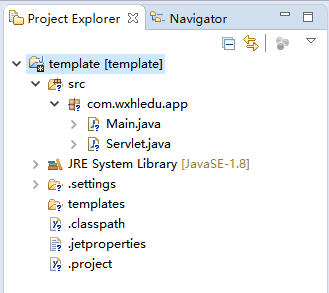 Project Explorer Navigator
template [template]
src
com.wxhledu.app
Main.java
Servlet.java
JRE System Library [JavaSE-1.8]
.settings
templates
.classpath
.jetproperties
.project